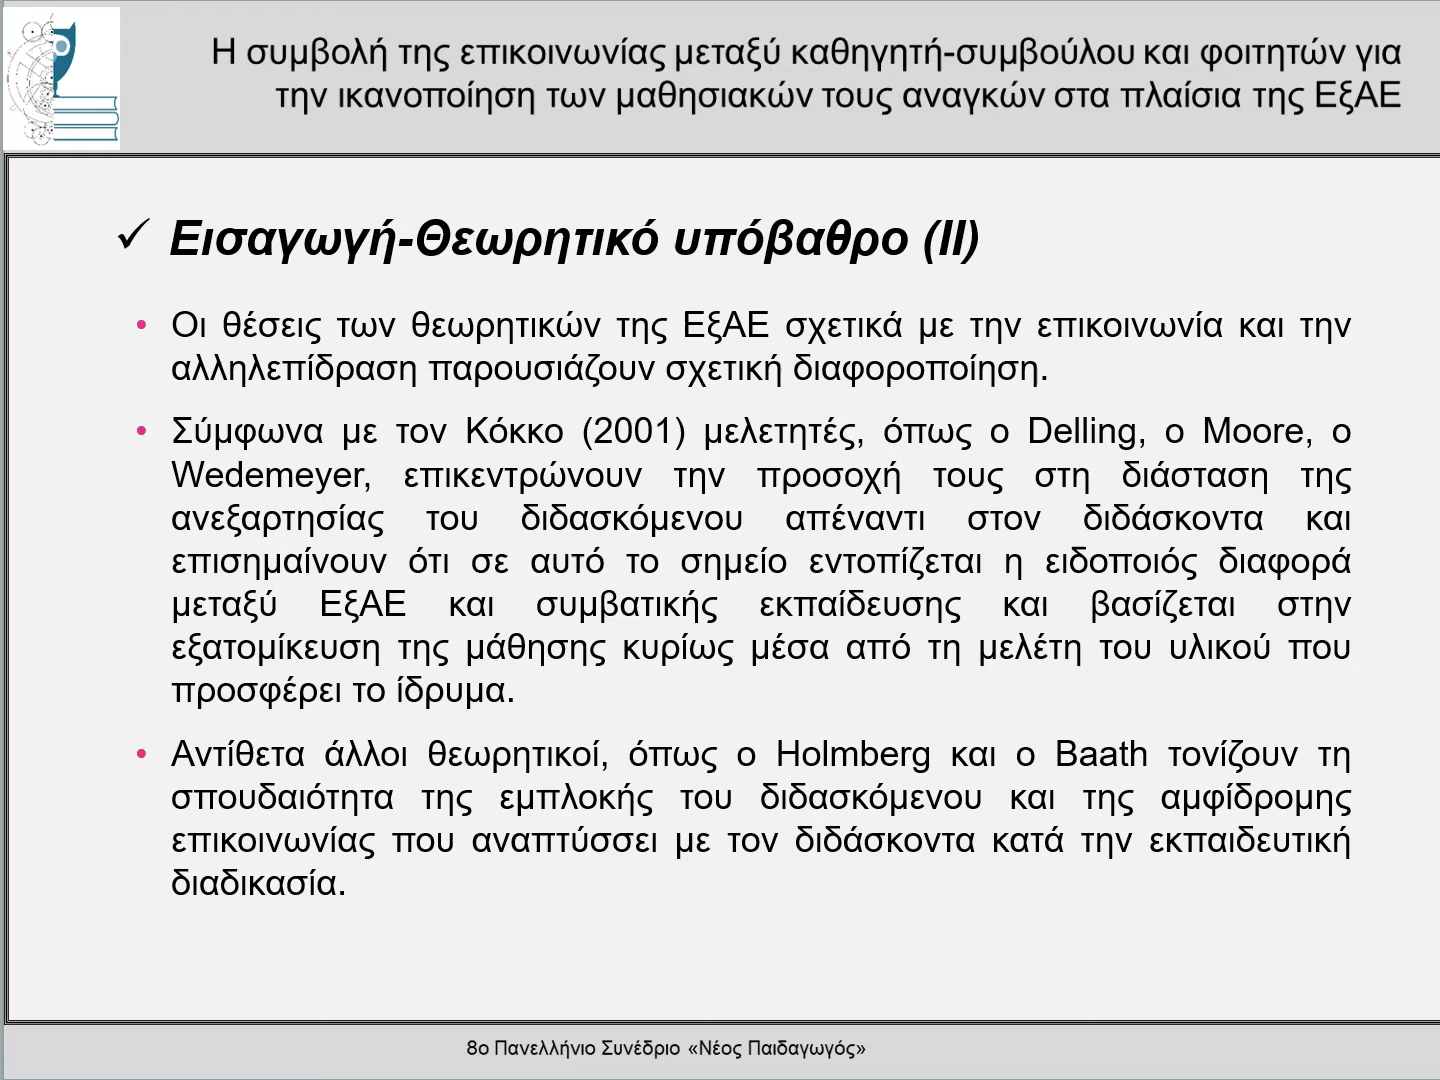 Η συμβολή της επικοινωνίας μεταξύ καθηγητή-συμβούλου και φοιτητών για
την ικανοποίηση των μαθησιακών τους αναγκών στα πλαίσια της ΕξΑΕ
✓ Εισαγωγή-Θεωρητικό υπόβαθρο (ΙΙ)
• Οι θέσεις των θεωρητικών της ΕξΑΕ σχετικά με την επικοινωνία και την
αλληλεπίδραση παρουσιάζουν σχετική διαφοροποίηση.
• Σύμφωνα με τον Κόκκο (2001) μελετητές, όπως ο Delling, ο Moore, ο
Wedemeyer, επικεντρώνουν την προσοχή τους στη διάσταση της
ανεξαρτησίας του διδασκόμενου απέναντι στον διδάσκοντα και
επισημαίνουν ότι σε αυτό το σημείο εντοπίζεται η ειδοποιός διαφορά
μεταξύ ΕξΑΕ και συμβατικής εκπαίδευσης και βασίζεται στην
εξατομίκευση της μάθησης κυρίως μέσα από τη μελέτη του υλικού που
προσφέρει το ίδρυμα.
• Αντίθετα άλλοι θεωρητικοί, όπως ο Holmberg και ο Baath τονίζουν τη
σπουδαιότητα της εμπλοκής του διδασκόμενου και της αμφίδρομης
επικοινωνίας που αναπτύσσει με τον διδάσκοντα κατά την εκπαιδευτική
διαδικασία.
8ο Πανελλήνιο Συνέδριο «Νέος Παιδαγωγός»